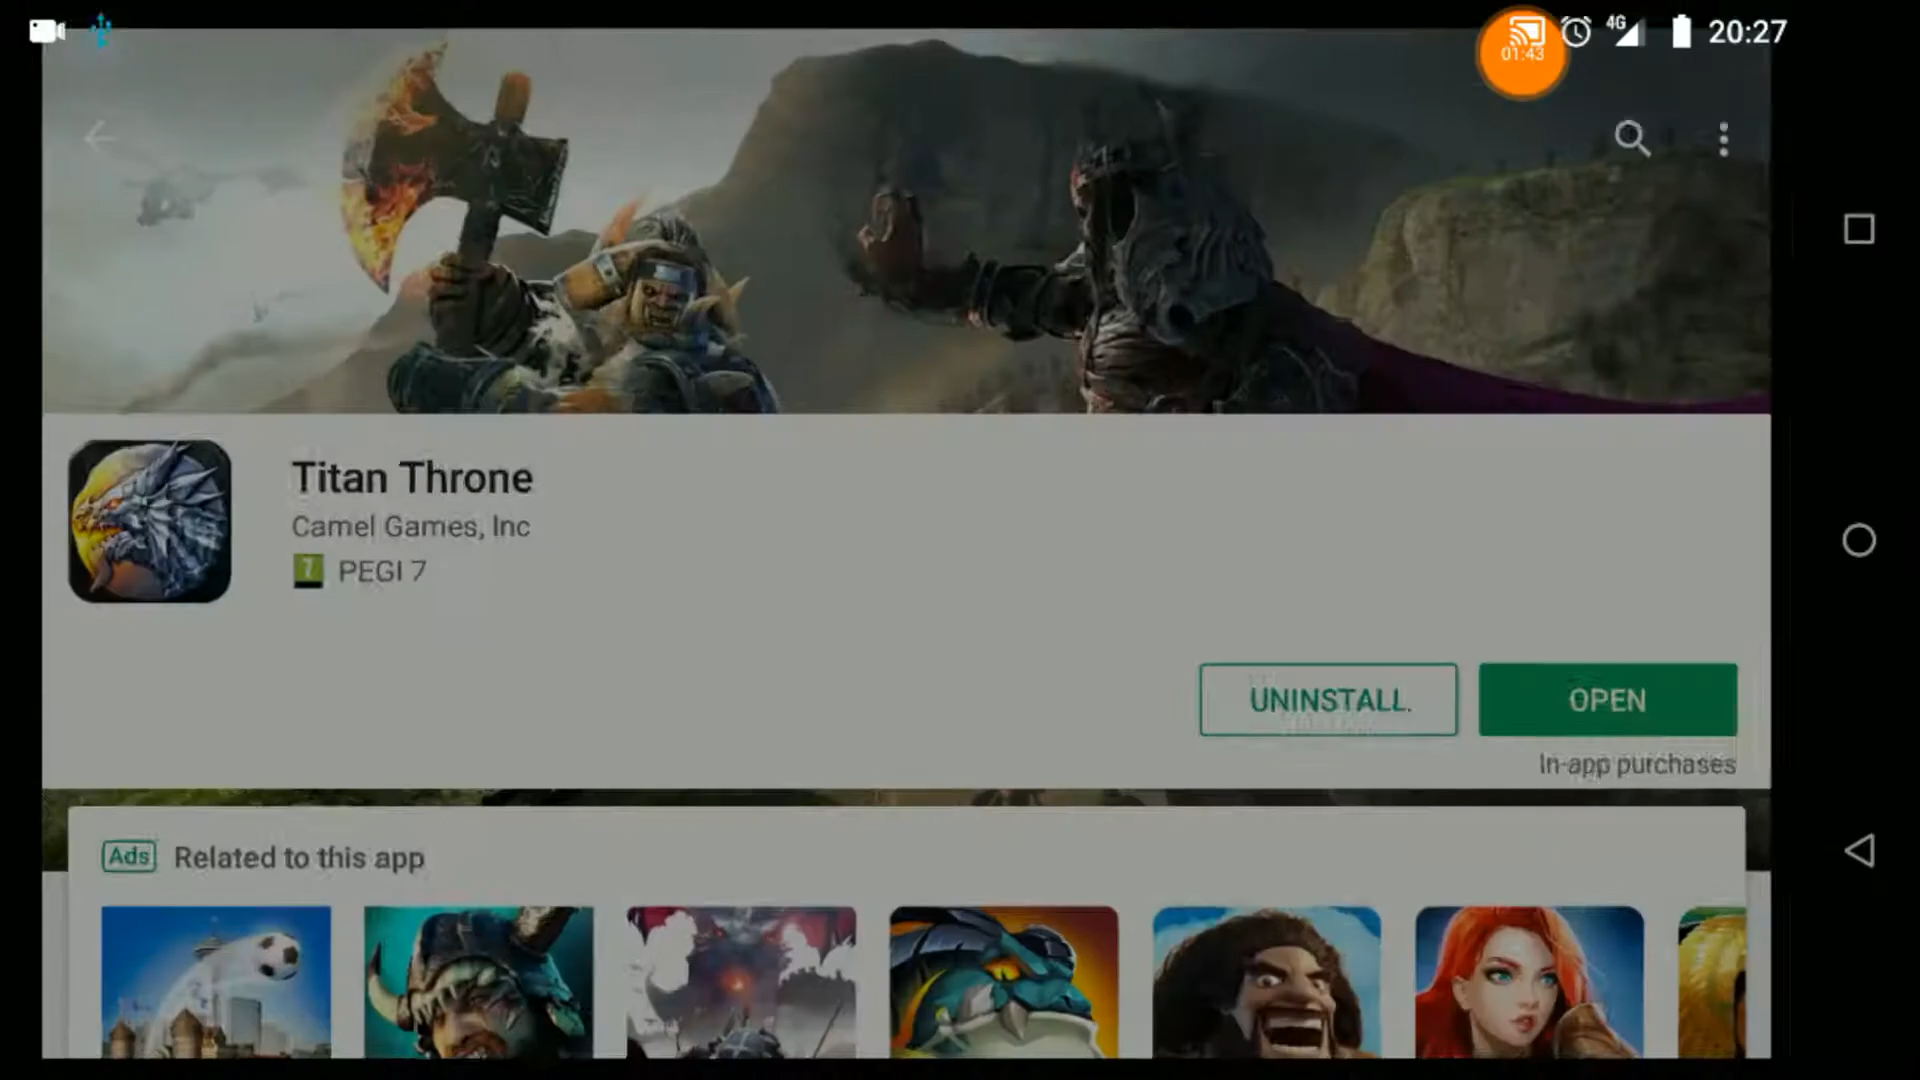 4G
20:27
01:43
Titan Throne
Camel Games, Inc
7 PEGI 7
UNINSTALL
OPEN
In-app purchases
Ads Related to this app